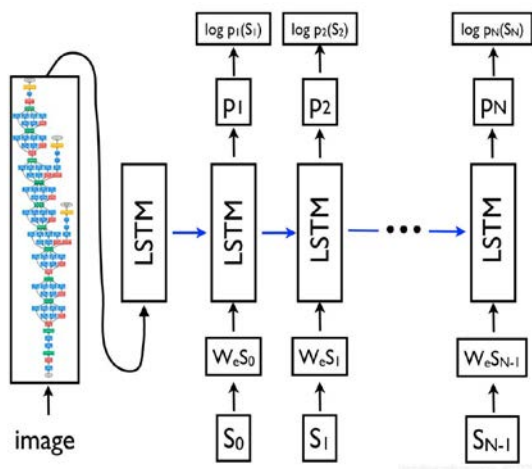 log p₁(S₁) log p₂(S₂) log pN(SN)
p₁ p₂ pN
LSTM LSTM LSTM LSTM
WeS₀ WeS₁ WeSN-1
image S₀ S₁ SN-1